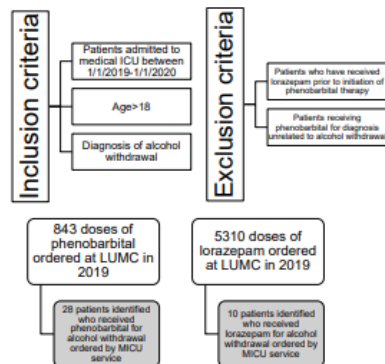 Inclusion criteria
Patients admitted to
medical ICU between
1/1/2019-1/1/2020
Age>18
Diagnosis of alcohol
withdrawal
Exclusion criteria
Patients who have received
lorazepam prior to initiation of
phenobarbital therapy
Patients receiving
phenobarbital for diagnosis
unrelated to alcohol withdrawal
843 doses of
phenobarbital
ordered at LUMC in
2019
28 patients identified
who received
phenobarbital for
alcohol withdrawal
ordered by MICU
service
5310 doses of
lorazepam ordered
at LUMC in 2019
10 patients identified
who received
lorazepam for alcohol
withdrawal ordered by
MICU service